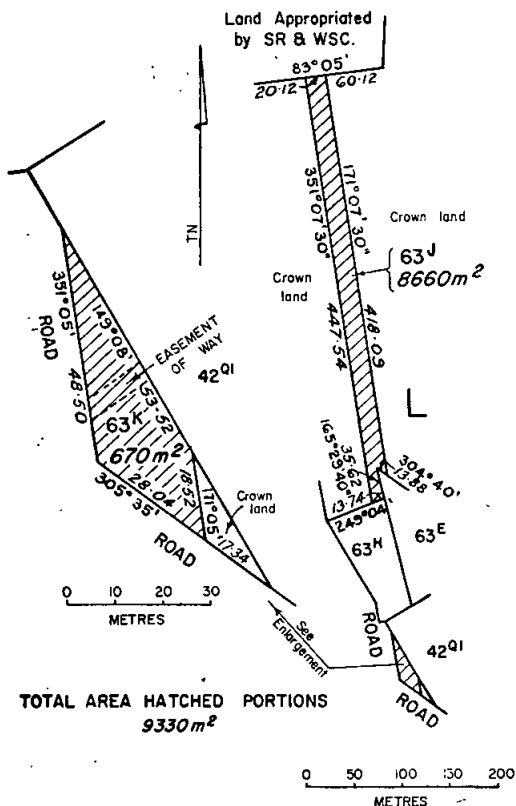 Land Appropriated
by SR & WSC.
83°05'
20·12
60·12
TN
351°07'30"
171°07'30"
Crown land
63J
8660m²
Crown
land
447·54
418·09
L
351°05'
ROAD
48·50
149°08'
EASEMENT
OF WAY
42Q1
53·52
63K
670m²
18·52
171°05'
17·34
Crown
land
28·04
305°35'
ROAD
165°29'40"
35·62
13·74
249°04'
304°40'
13·88
63H
63E
0 10 20 30
METRES
See
Enlargement
ROAD
42Q1
ROAD
TOTAL AREA HATCHED PORTIONS
9330m²
0 50 100 150 200
METRES